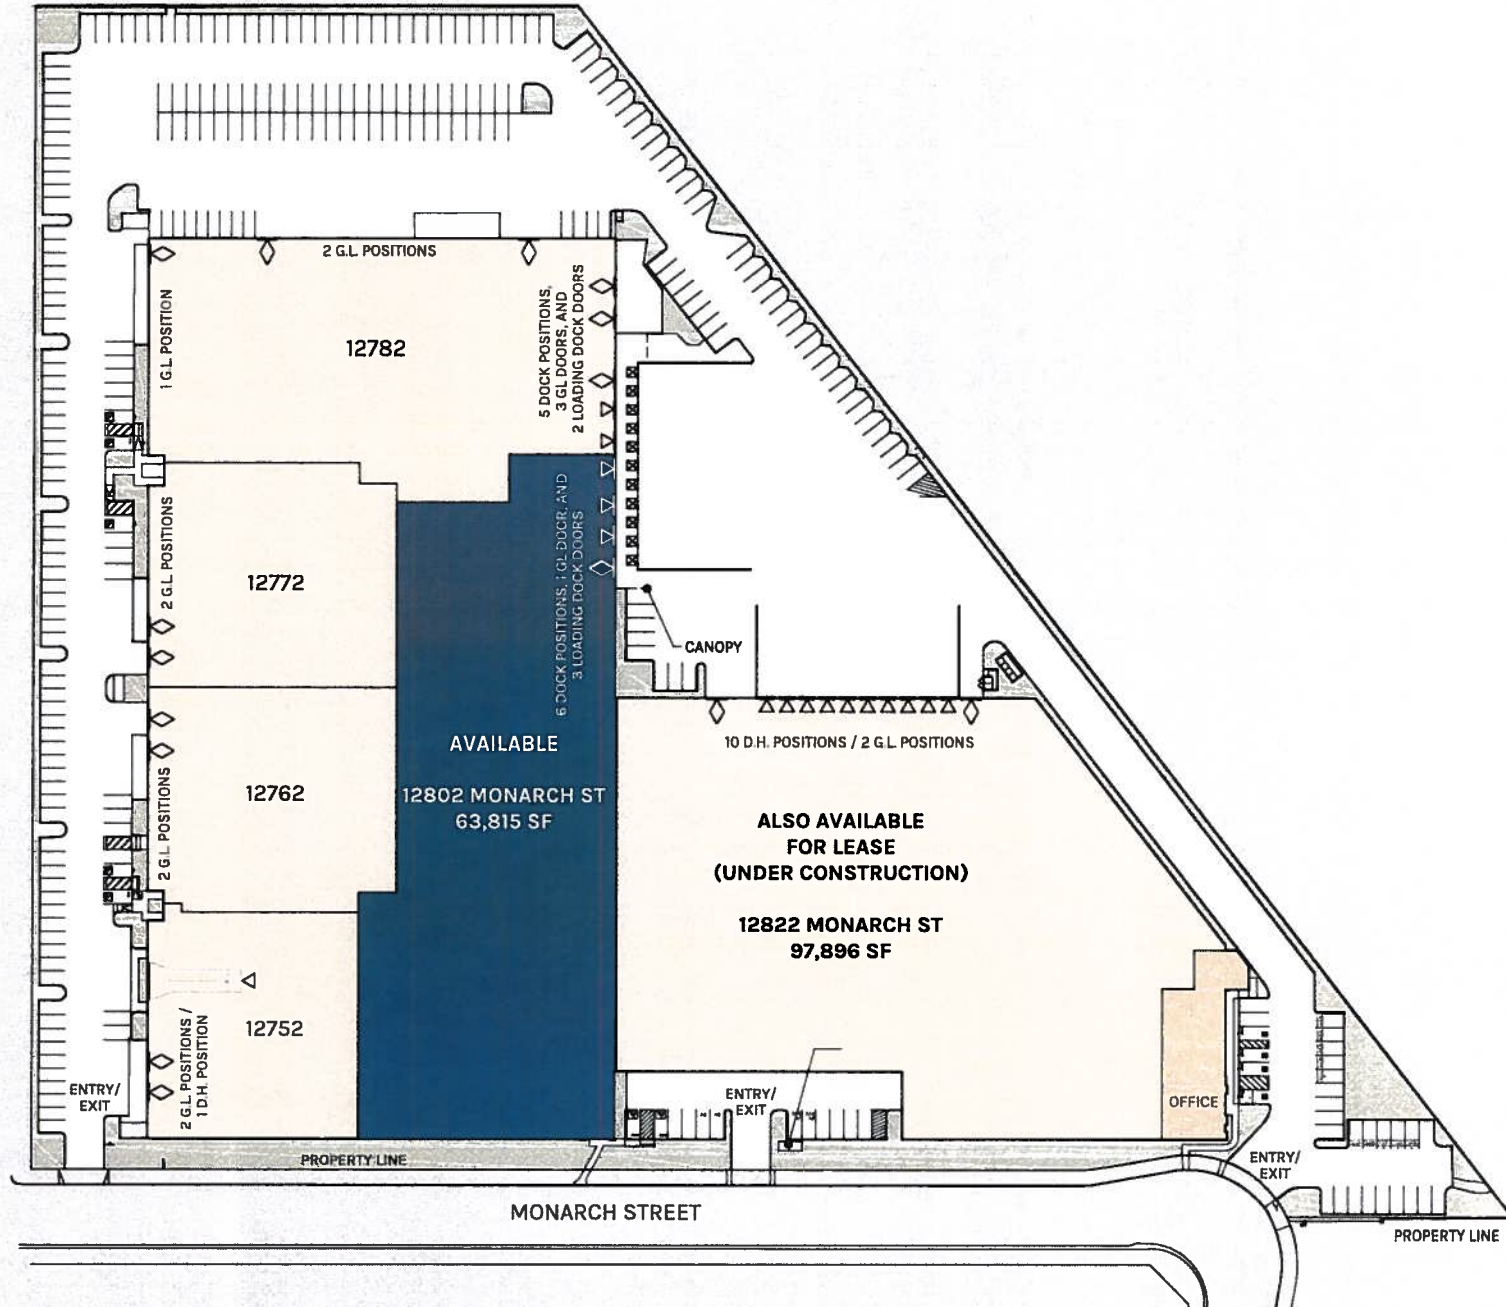 2 G.L. POSITIONS
1 G.L. POSITION
12782
5 DOCK POSITIONS,
3 GL DOORS, AND
2 LOADING DOCK DOORS
2 G.L. POSITIONS
12772
6 DOCK POSITIONS, 1 GL DOOR, AND
3 LOADING DOCK DOORS
CANOPY
AVAILABLE
12802 MONARCH ST
63,815 SF
10 D.H. POSITIONS / 2 G.L. POSITIONS
2 G.L. POSITIONS
12762
ALSO AVAILABLE
FOR LEASE
(UNDER CONSTRUCTION)
12822 MONARCH ST
97,896 SF
12752
2 G.L. POSITIONS /
1 D.H. POSITION
ENTRY/
EXIT
ENTRY/
EXIT
OFFICE
PROPERTY LINE
ENTRY/
EXIT
MONARCH STREET
PROPERTY LINE